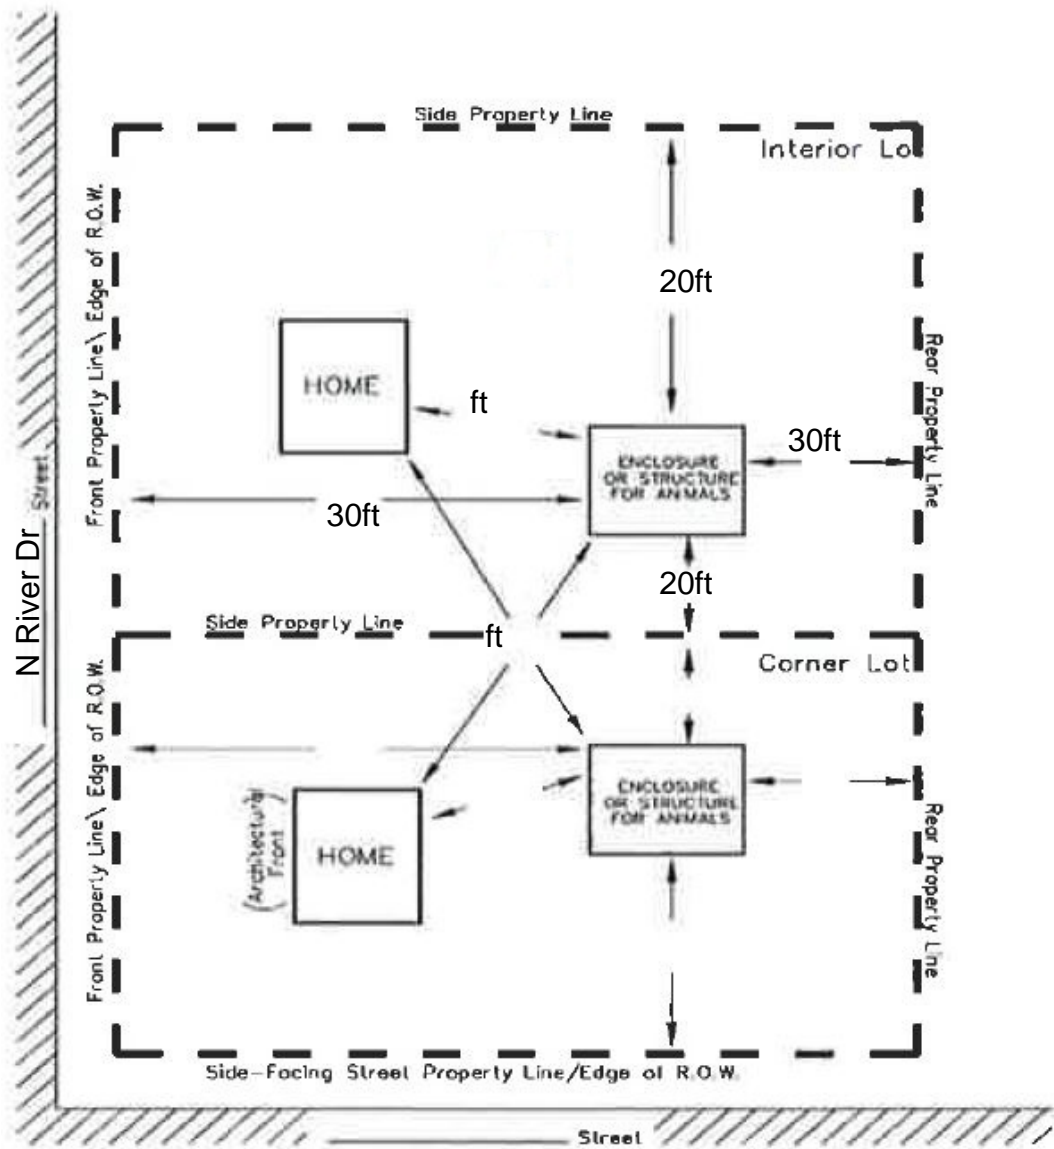 Side Property Line
Interior Lo
Front Property Line\ Edge of R.O.W.
20ft
HOME
ft
Rear Property Line
30ft
ENCLOSURE
OR STRUCTURE
FOR ANIMALS
30ft
N River Dr
Street
20ft
Side Property Line
ft
Corner Lot
Front Property Line\ Edge of R.O.W.
ENCLOSURE
OR STRUCTURE
FOR ANIMALS
(Architectural
Front)
HOME
Rear Property Line
Side-Facing Street Property Line/Edge of R.O.W.
Street